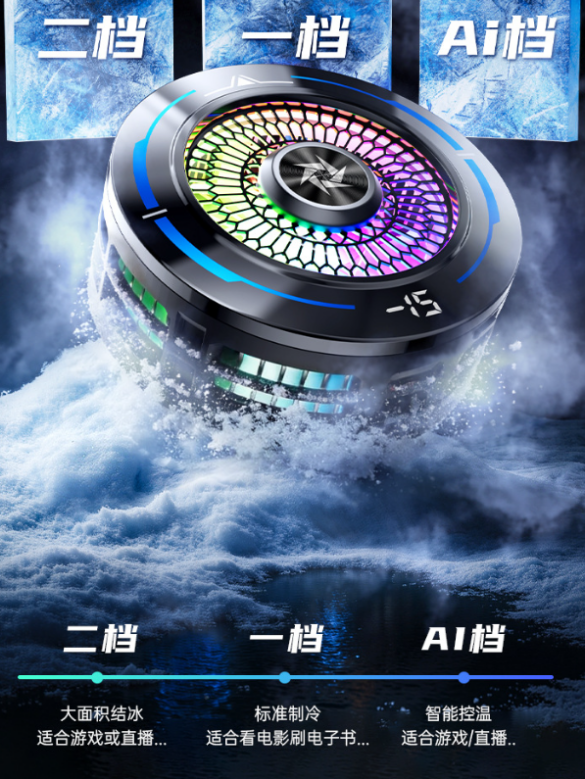 二档
一档
Ai档
-15
二档
一档
AI档
大面积结冰
适合游戏或直播...
标准制冷
适合看电影刷电子书...
智能控温
适合游戏/直播..